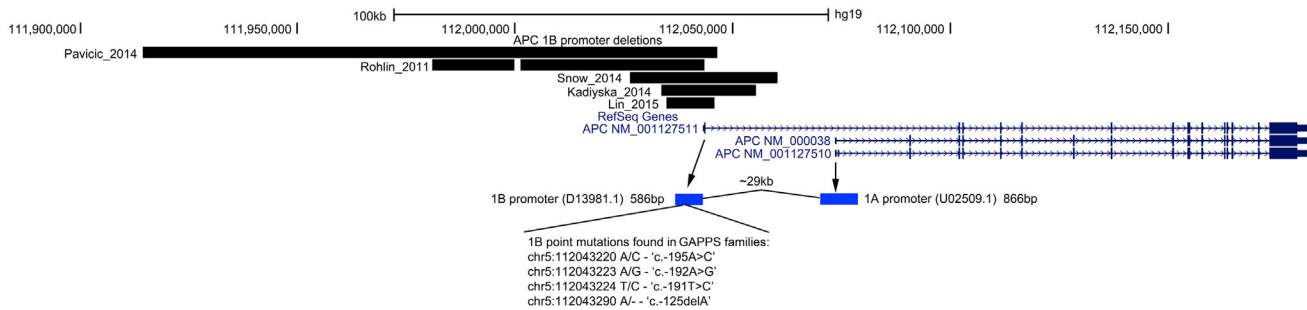 100kb hg19
111,900,000 111,950,000 112,000,000 112,050,000 112,100,000 112,150,000
APC 1B promoter deletions
Pavicic_2014
Rohlin_2011
Snow_2014
Kadiyska_2014
Lin_2015
RefSeq Genes
APC NM_001127511
APC NM_000038
APC NM_001127510
~29kb
1B promoter (D13981.1) 586bp 1A promoter (U02509.1) 866bp
1B point mutations found in GAPPS families:
chr5:112043220 A/C - ‘c.-195A>C’
chr5:112043223 A/G - ‘c.-192A>G’
chr5:112043224 T/C - ‘c.-191T>C’
chr5:112043290 A/- - ‘c.-125delA’